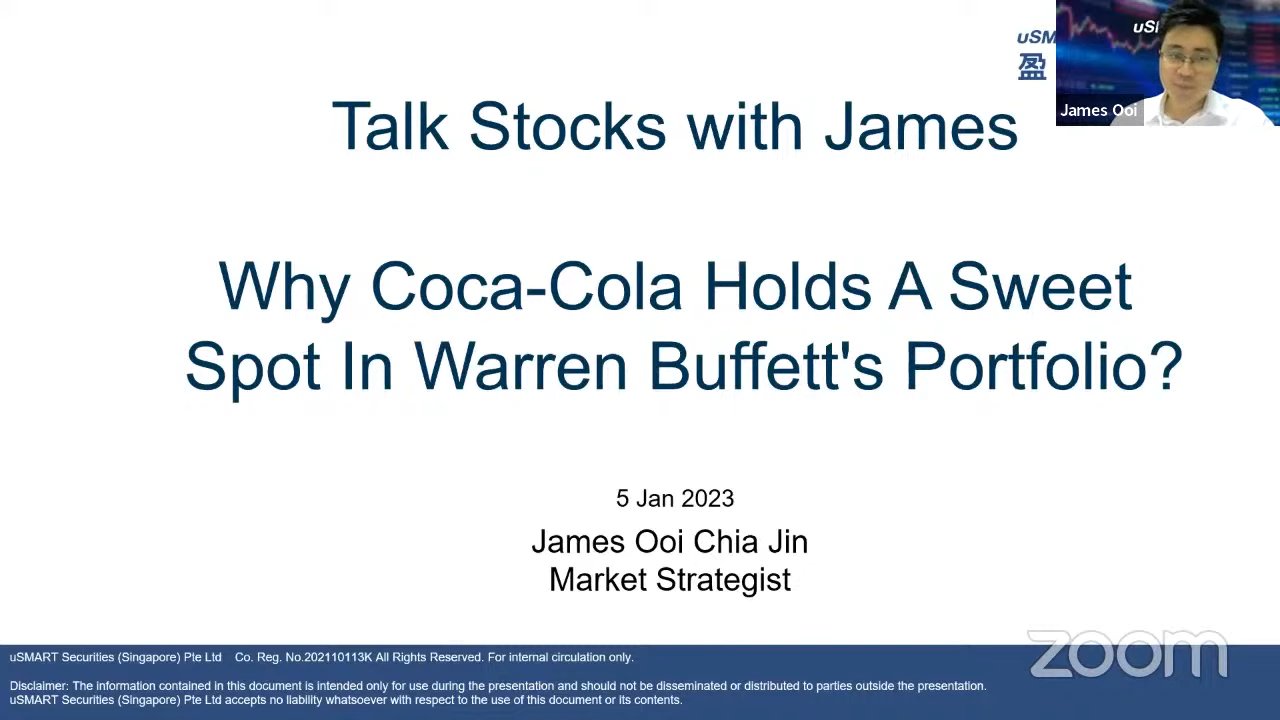 uSM
盈
uSI
James Ooi
Talk Stocks with James
Why Coca-Cola Holds A Sweet
Spot In Warren Buffett's Portfolio?
5 Jan 2023
James Ooi Chia Jin
Market Strategist
uSMART Securities (Singapore) Pte Ltd Co. Reg. No.202110113K All Rights Reserved. For internal circulation only.
Disclaimer: The information contained in this document is intended only for use during the presentation and should not be disseminated or distributed to parties outside the presentation.
uSMART Securities (Singapore) Pte Ltd accepts no liability whatsoever with respect to the use of this document or its contents.
zoom